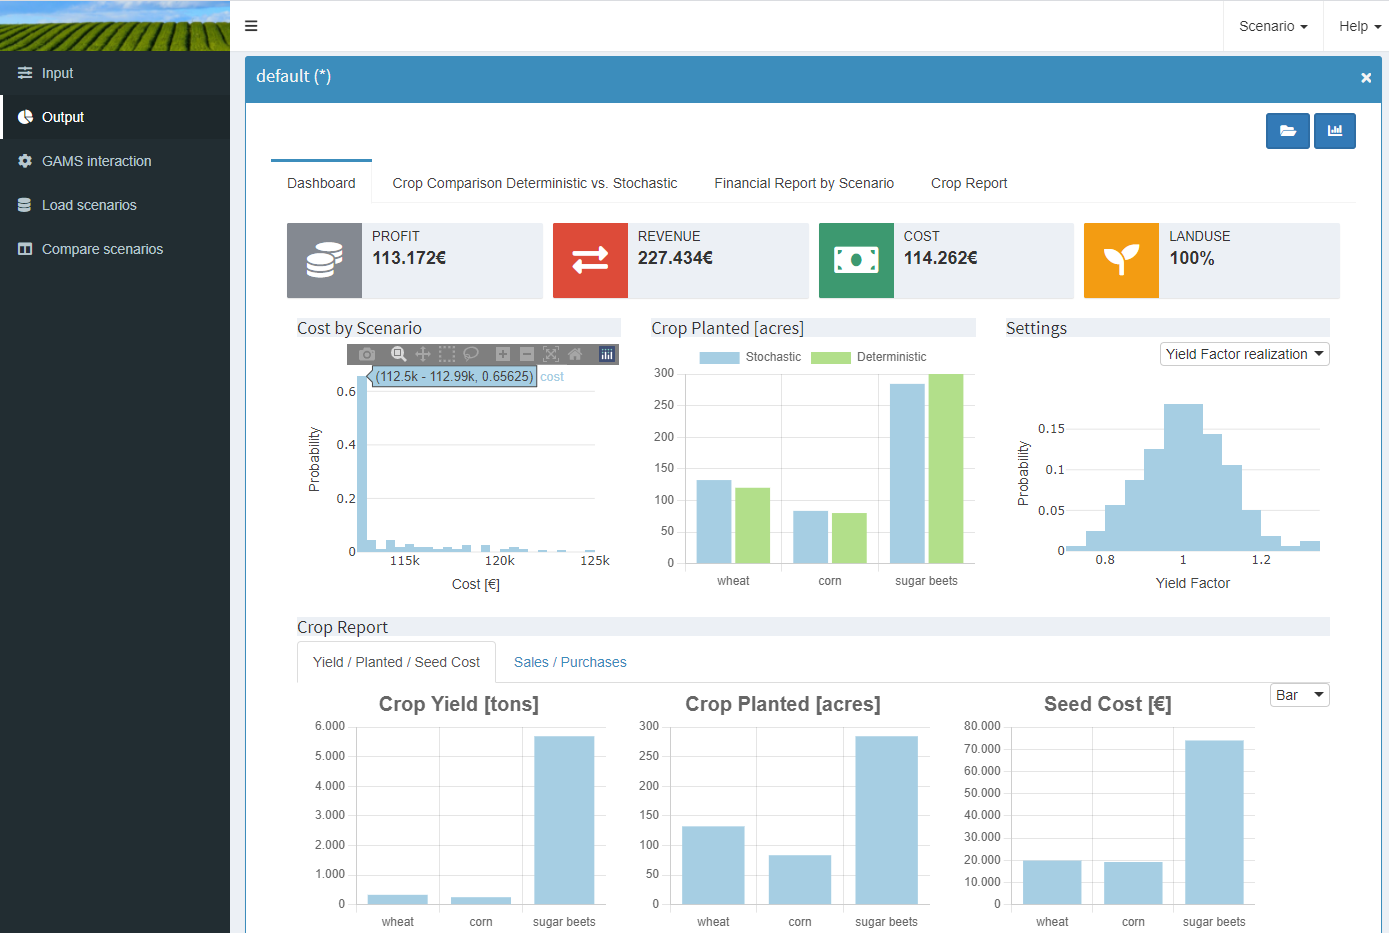 Scenario
Help
Input
Output
GAMS interaction
Load scenarios
Compare scenarios
default (*)
×
Dashboard
Crop Comparison Deterministic vs. Stochastic
Financial Report by Scenario
Crop Report
PROFIT
113.172€
REVENUE
227.434€
COST
114.262€
LANDUSE
100%
Cost by Scenario
(112.5k - 112.99k, 0.65625) cost
0.6
0.4
0.2
0
Probability
115k 120k 125k
Cost [€]
Crop Planted [acres]
Stochastic Deterministic
300
250
200
150
100
50
0
wheat corn sugar beets
Settings
Yield Factor realization
0.15
0.1
0.05
0
Probability
0.8 1 1.2
Yield Factor
Crop Report
Yield / Planted / Seed Cost
Sales / Purchases
Bar
Crop Yield [tons]
6.000
5.000
4.000
3.000
2.000
1.000
0
wheat corn sugar beets
Crop Planted [acres]
300
250
200
150
100
50
0
wheat corn sugar beets
Seed Cost [€]
80.000
70.000
60.000
50.000
40.000
30.000
20.000
10.000
0
wheat corn sugar beets